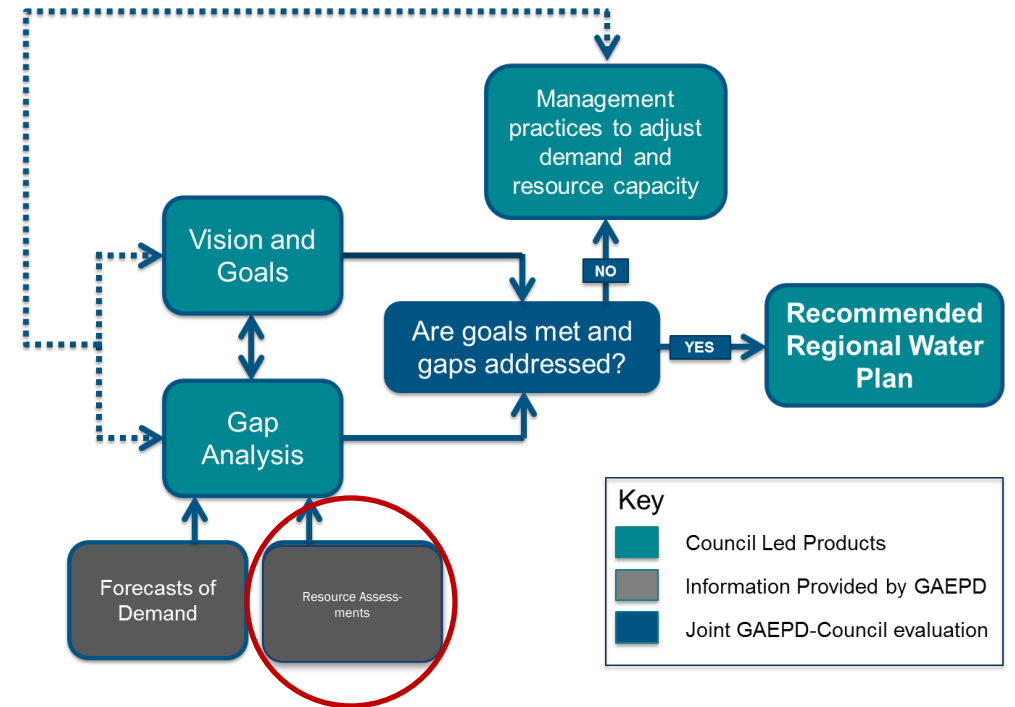 Management
practices to adjust
demand and
resource capacity
Vision and
Goals
NO
Are goals met and
gaps addressed?
YES
Recommended
Regional Water
Plan
Gap
Analysis
Forecasts of
Demand
Resource Assess-
ments
Key
Council Led Products
Information Provided by GAEPD
Joint GAEPD-Council evaluation